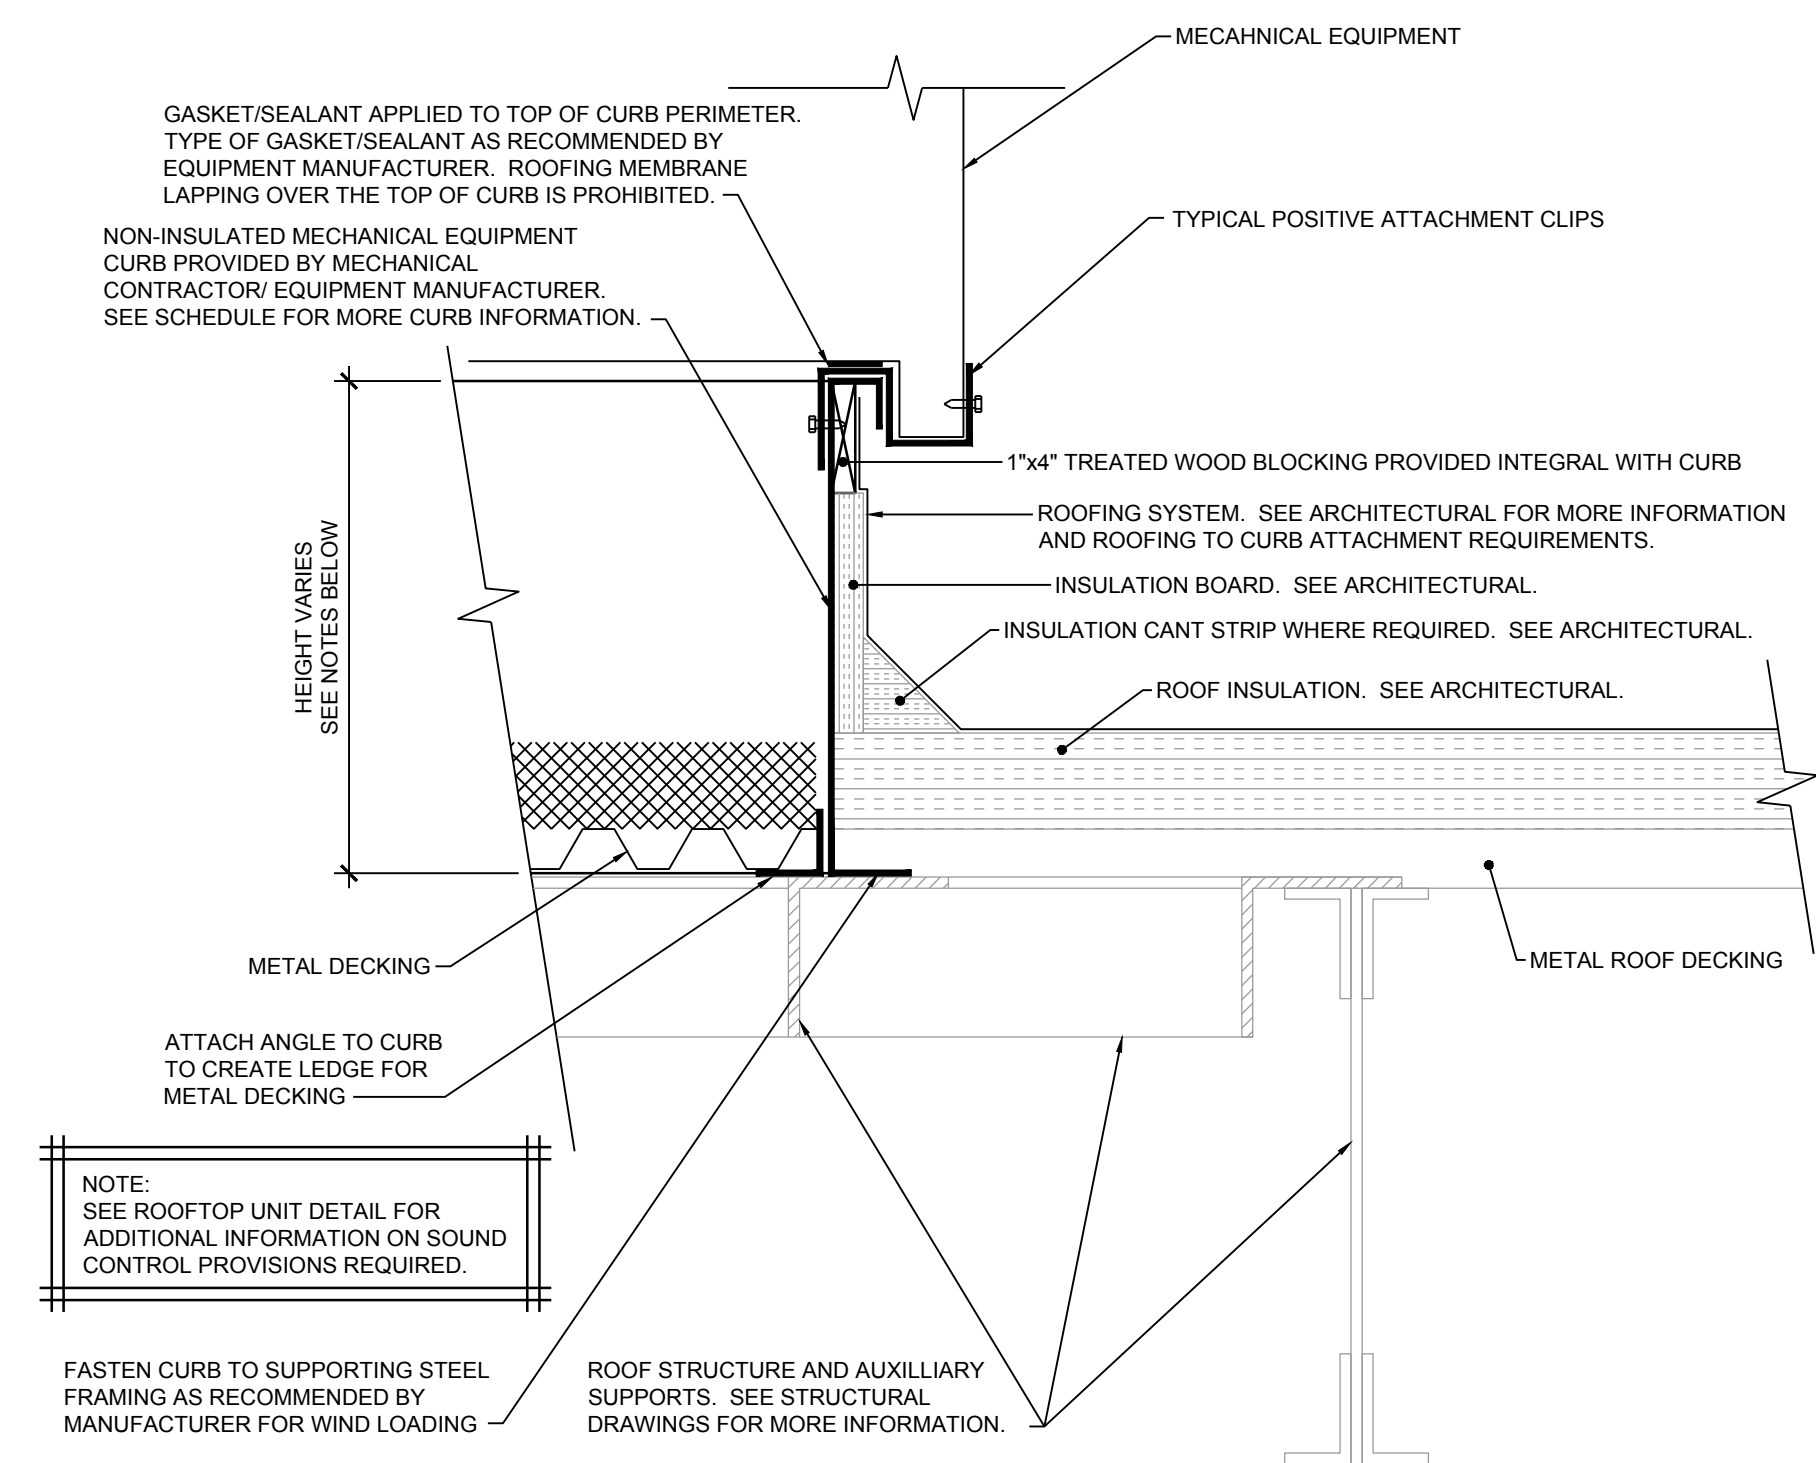 MECAHNICAL EQUIPMENT
GASKET/SEALANT APPLIED TO TOP OF CURB PERIMETER.
TYPE OF GASKET/SEALANT AS RECOMMENDED BY
EQUIPMENT MANUFACTURER. ROOFING MEMBRANE
LAPPING OVER THE TOP OF CURB IS PROHIBITED.
TYPICAL POSITIVE ATTACHMENT CLIPS
NON-INSULATED MECHANICAL EQUIPMENT
CURB PROVIDED BY MECHANICAL
CONTRACTOR/ EQUIPMENT MANUFACTURER.
SEE SCHEDULE FOR MORE CURB INFORMATION.
1"x4" TREATED WOOD BLOCKING PROVIDED INTEGRAL WITH CURB
ROOFING SYSTEM. SEE ARCHITECTURAL FOR MORE INFORMATION
AND ROOFING TO CURB ATTACHMENT REQUIREMENTS.
HEIGHT VARIES
SEE NOTES BELOW
INSULATION BOARD. SEE ARCHITECTURAL.
INSULATION CANT STRIP WHERE REQUIRED. SEE ARCHITECTURAL.
ROOF INSULATION. SEE ARCHITECTURAL.
METAL DECKING
METAL ROOF DECKING
ATTACH ANGLE TO CURB
TO CREATE LEDGE FOR
METAL DECKING
NOTE:
SEE ROOFTOP UNIT DETAIL FOR
ADDITIONAL INFORMATION ON SOUND
CONTROL PROVISIONS REQUIRED.
FASTEN CURB TO SUPPORTING STEEL
FRAMING AS RECOMMENDED BY
MANUFACTURER FOR WIND LOADING
ROOF STRUCTURE AND AUXILLIARY
SUPPORTS. SEE STRUCTURAL
DRAWINGS FOR MORE INFORMATION.